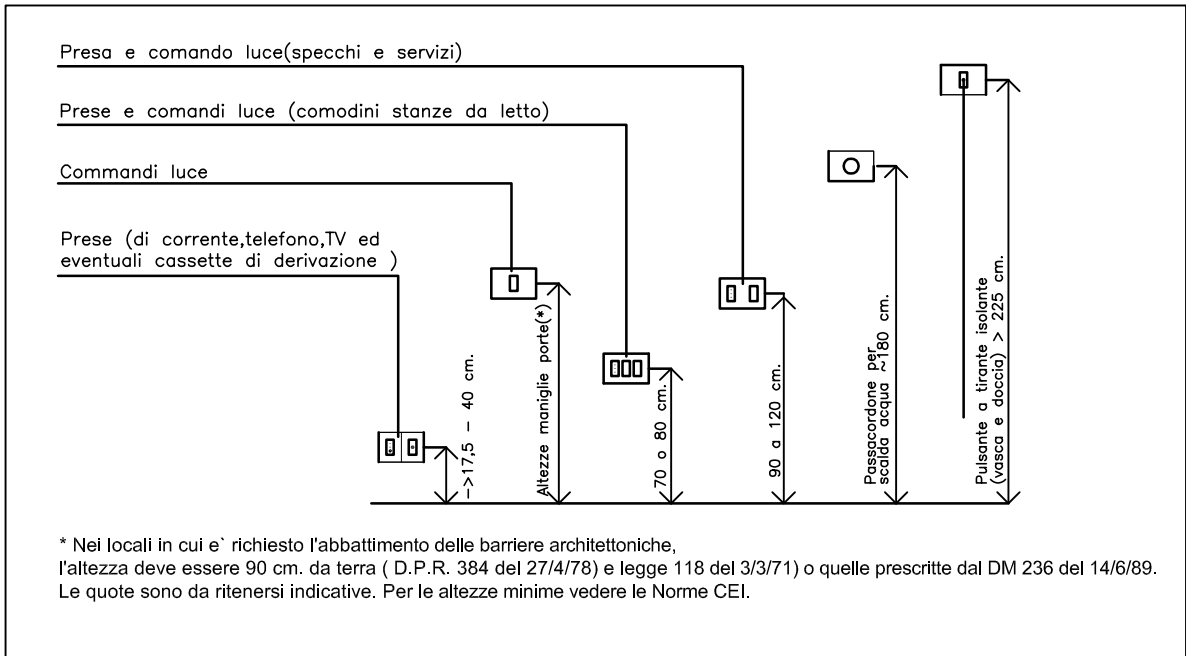 Presa e comando luce(specchi e servizi)
Prese e comandi luce (comodini stanze da letto)
Commandi luce
Prese (di corrente,telefono,TV ed
eventuali cassette di derivazione )
->17,5 - 40 cm.
Altezze maniglie porte(*)
70 o 80 cm.
90 a 120 cm.
Passacordone per
scalda acqua ~180 cm.
Pulsante a tirante isolante
(vasca e doccia) > 225 cm.
* Nei locali in cui e` richiesto l'abbattimento delle barriere architettoniche,
l'altezza deve essere 90 cm. da terra ( D.P.R. 384 del 27/4/78) e legge 118 del 3/3/71) o quelle prescritte dal DM 236 del 14/6/89.
Le quote sono da ritenersi indicative. Per le altezze minime vedere le Norme CEI.